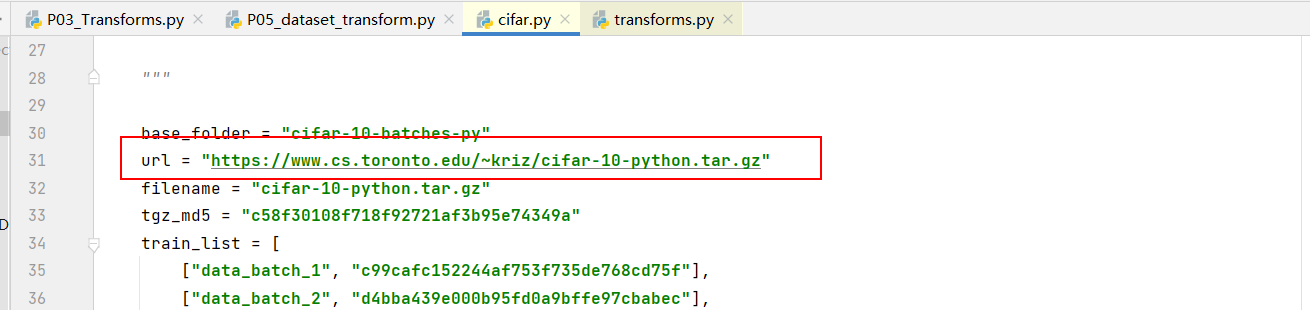 P03_Transforms.py × P05_dataset_transform.py × cifar.py × transforms.py ×
27
28 """
29
30 base_folder = "cifar-10-batches-py"
31 url = "https://www.cs.toronto.edu/~kriz/cifar-10-python.tar.gz"
32 filename = "cifar-10-python.tar.gz"
33 tgz_md5 = "c58f30108f718f92721af3b95e74349a"
34 train_list = [
35 ["data_batch_1", "c99cafc152244af753f735de768cd75f"],
36 ["data_batch_2", "d4bba439e000b95fd0a9bffe97cbabec"],